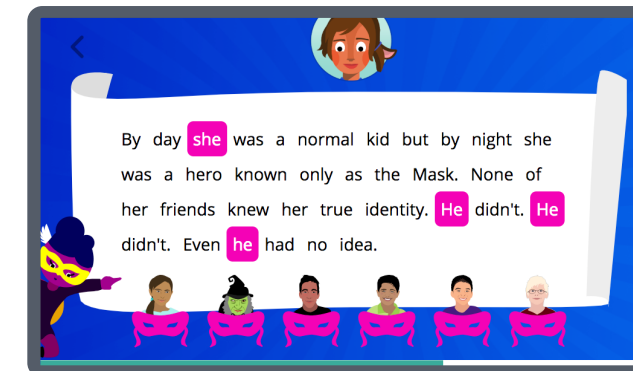 By day she was a normal kid but by night she
was a hero known only as the Mask. None of
her friends knew her true identity. He didn't. He
didn't. Even he had no idea.